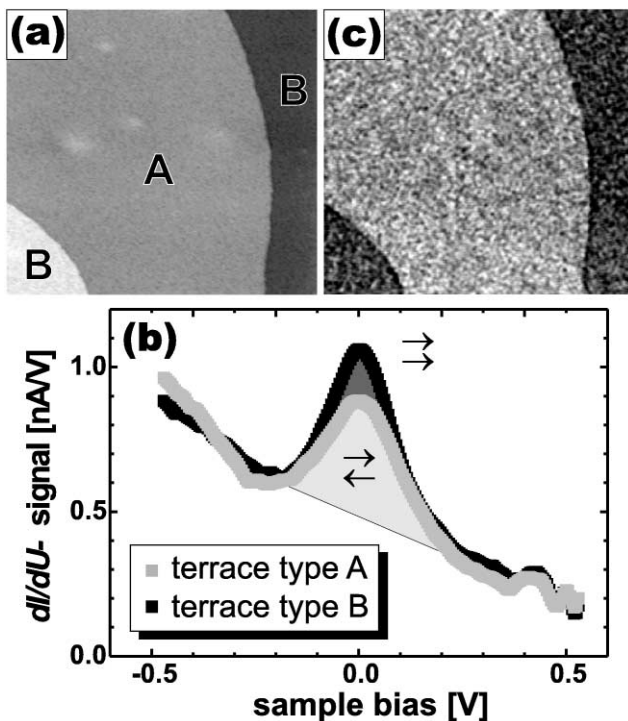 (a)
(c)
B
A
B
(b)
→
→
1.0
→
←
0.5
0.0
dI/dU- signal [nA/V]
terrace type A
terrace type B
-0.5
0.0
0.5
sample bias [V]